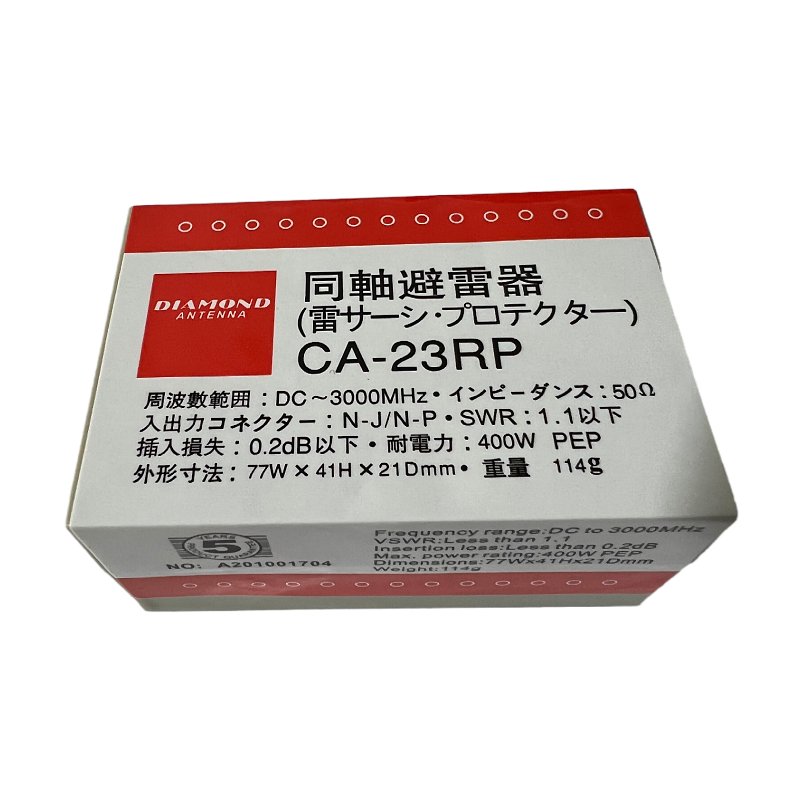 DIAMOND
ANTENNA
同軸避雷器
(雷サーシ・プロテクター)
CA-23RP
周波數範囲：DC～3000MHz・インピーダンス：50Ω
入出力コネクター：N-J/N-P・SWR：1.1以下
插入損失：0.2dB以下・耐電力：400W PEP
外形寸法：77W×41H×21Dmm・重量 114g
YEARS
5
NO: A201001704
Frequency range:DC to 3000MHz
VSWR:Less than 1.1
Insertion loss:Less than 0.2dB
Max. power rating:400W PEP
Dimensions:77Wx41Hx21Dmm
Weight:114g